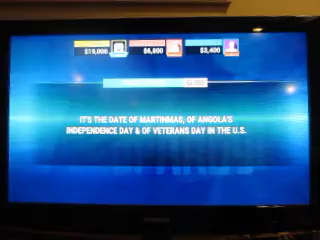 $19,000 $6,800 $3,400
IT'S THE DATE OF MARTINMAS, OF ANGOLA'S
INDEPENDENCE DAY & OF VETERANS DAY IN THE U.S.